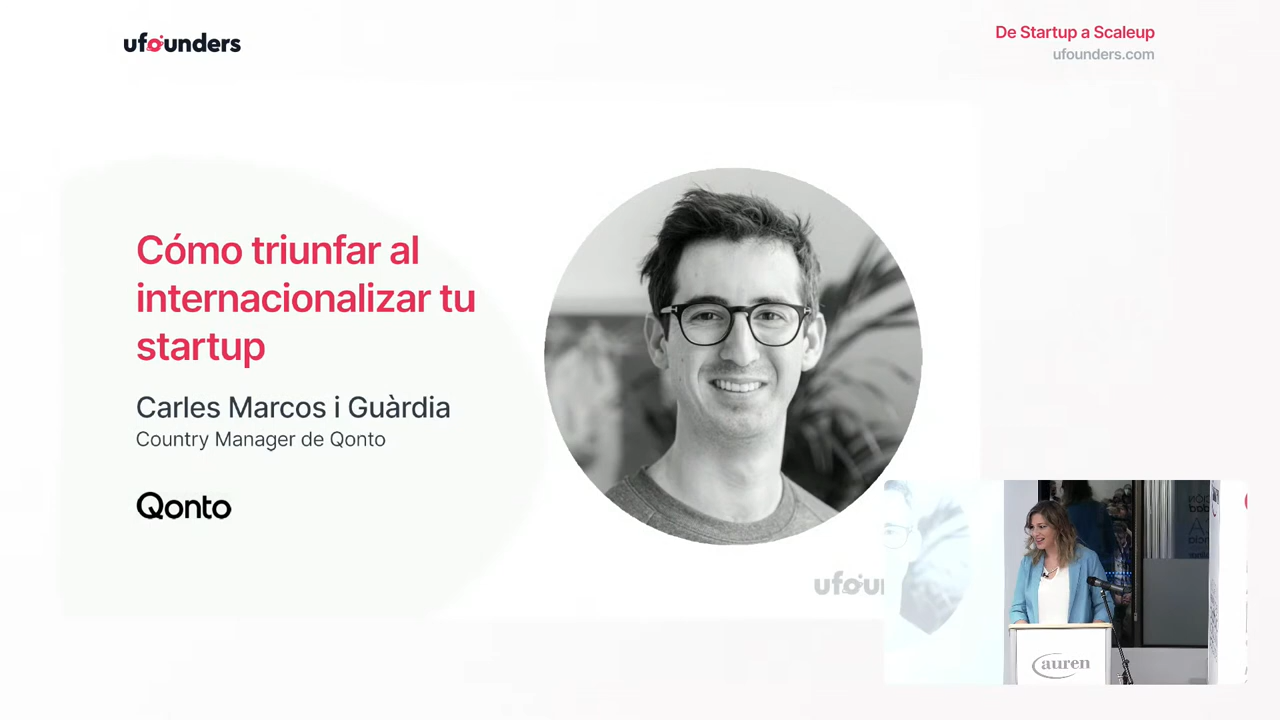 ufounders
De Startup a Scaleup
ufounders.com
Cómo triunfar al
internacionalizar tu
startup
Carles Marcos i Guàrdia
Country Manager de Qonto
Qonto
ufoun
auren